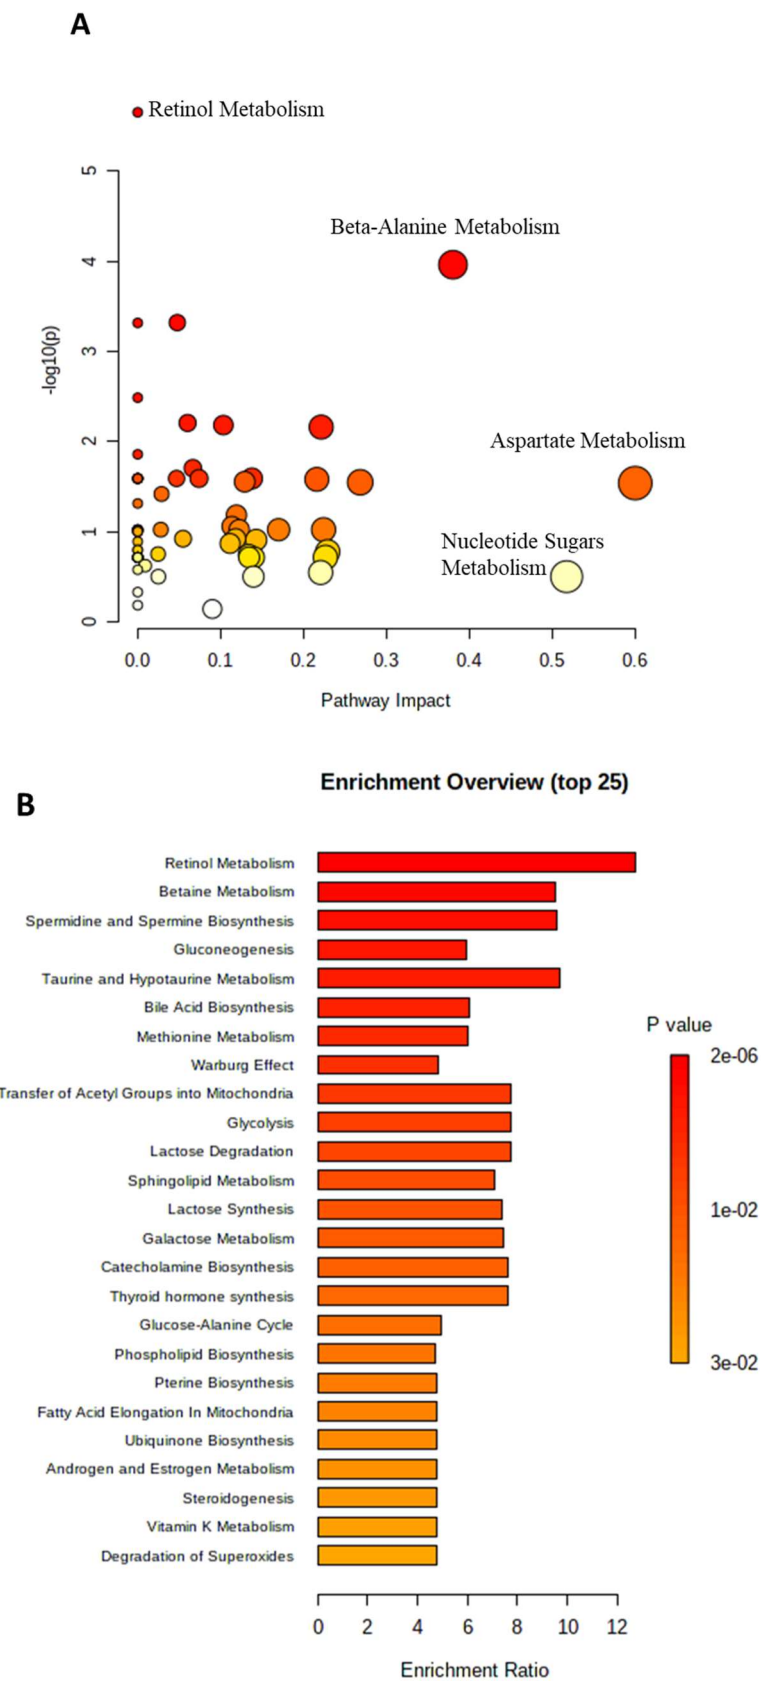 A
Retinol Metabolism
5
Beta-Alanine Metabolism
4
-log10(p)
3
2
Aspartate Metabolism
1
Nucleotide Sugars
Metabolism
0
0.0 0.1 0.2 0.3 0.4 0.5 0.6
Pathway Impact
Enrichment Overview (top 25)
B
Retinol Metabolism
Betaine Metabolism
Spermidine and Spermine Biosynthesis
Gluconeogenesis
Taurine and Hypotaurine Metabolism
Bile Acid Biosynthesis
Methionine Metabolism
Warburg Effect
Transfer of Acetyl Groups into Mitochondria
Glycolysis
Lactose Degradation
Sphingolipid Metabolism
Lactose Synthesis
Galactose Metabolism
Catecholamine Biosynthesis
Thyroid hormone synthesis
Glucose-Alanine Cycle
Phospholipid Biosynthesis
Pterine Biosynthesis
Fatty Acid Elongation In Mitochondria
Ubiquinone Biosynthesis
Androgen and Estrogen Metabolism
Steroidogenesis
Vitamin K Metabolism
Degradation of Superoxides
P value
2e-06
1e-02
3e-02
0 2 4 6 8 10 12
Enrichment Ratio